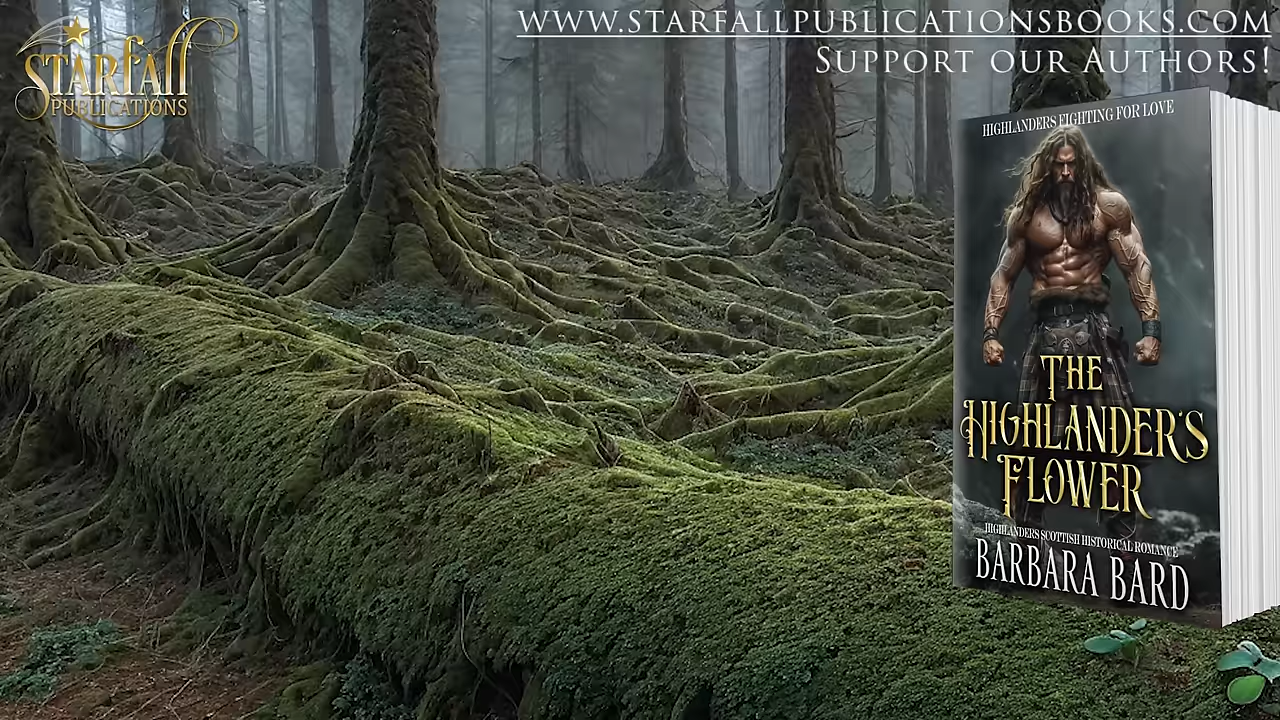 STARfall
PUBLICATIONS
WWW.STARFALLPUBLICATIONSBOOKS.COM
SUPPORT OUR AUTHORS!
HIGHLANDERS FIGHTING FOR LOVE
THE
HIGHLANDER'S
FLOWER
HIGHLANDERS SCOTTISH HISTORICAL ROMANCE
BARBARA BARD